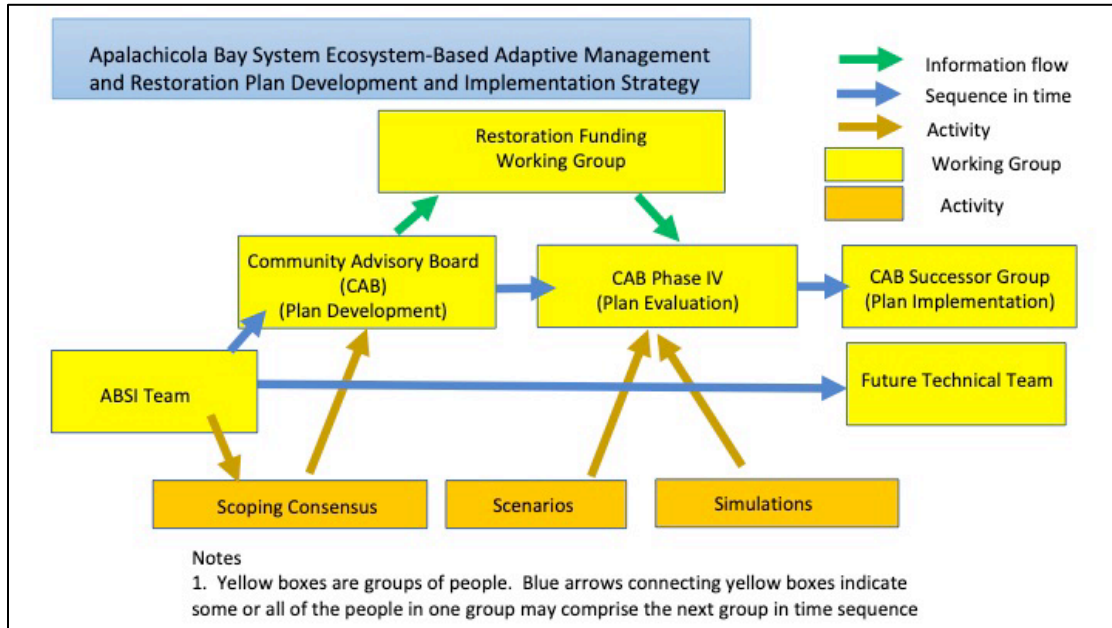 Apalachicola Bay System Ecosystem-Based Adaptive Management
and Restoration Plan Development and Implementation Strategy
Information flow
Sequence in time
Activity
Working Group
Activity
Restoration Funding
Working Group
Community Advisory Board
(CAB)
(Plan Development)
CAB Phase IV
(Plan Evaluation)
CAB Successor Group
(Plan Implementation)
ABSI Team
Future Technical Team
Scoping Consensus
Scenarios
Simulations
Notes
1. Yellow boxes are groups of people. Blue arrows connecting yellow boxes indicate
some or all of the people in one group may comprise the next group in time sequence